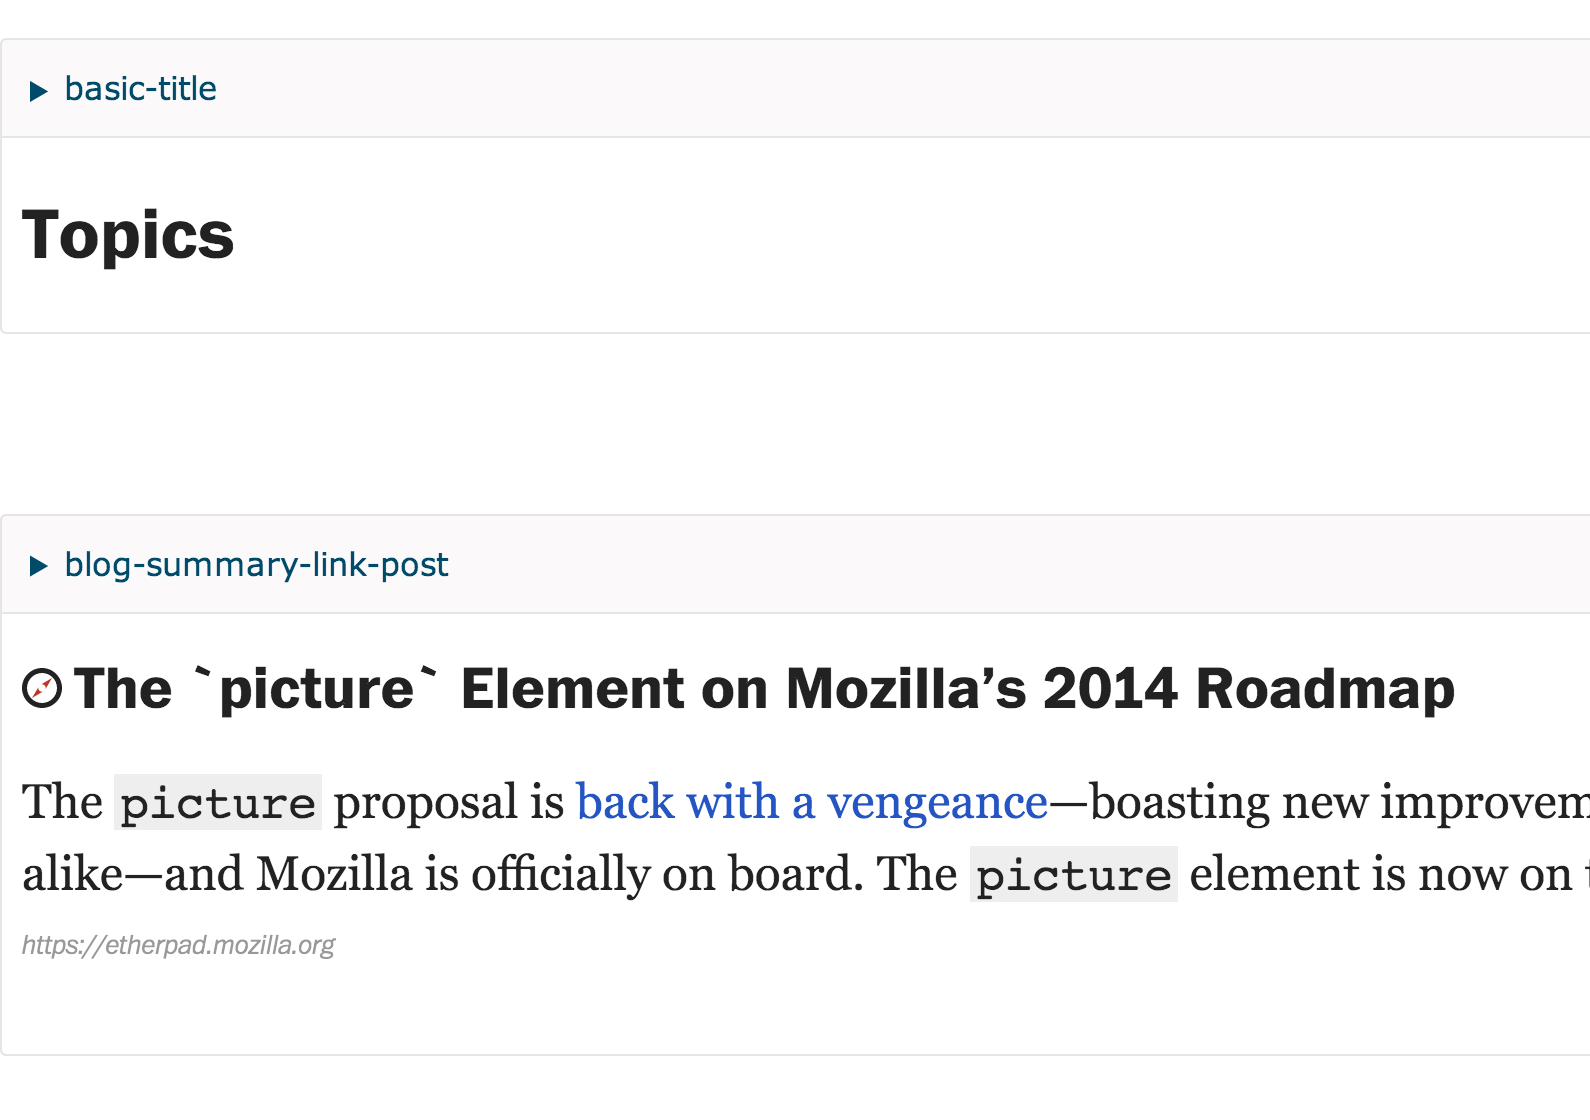 basic-title
Topics
blog-summary-link-post
The `picture` Element on Mozilla’s 2014 Roadmap
The picture proposal is back with a vengeance—boasting new
alike—and Mozilla is officially on board. The picture element is now on
https://etherpad.mozilla.org